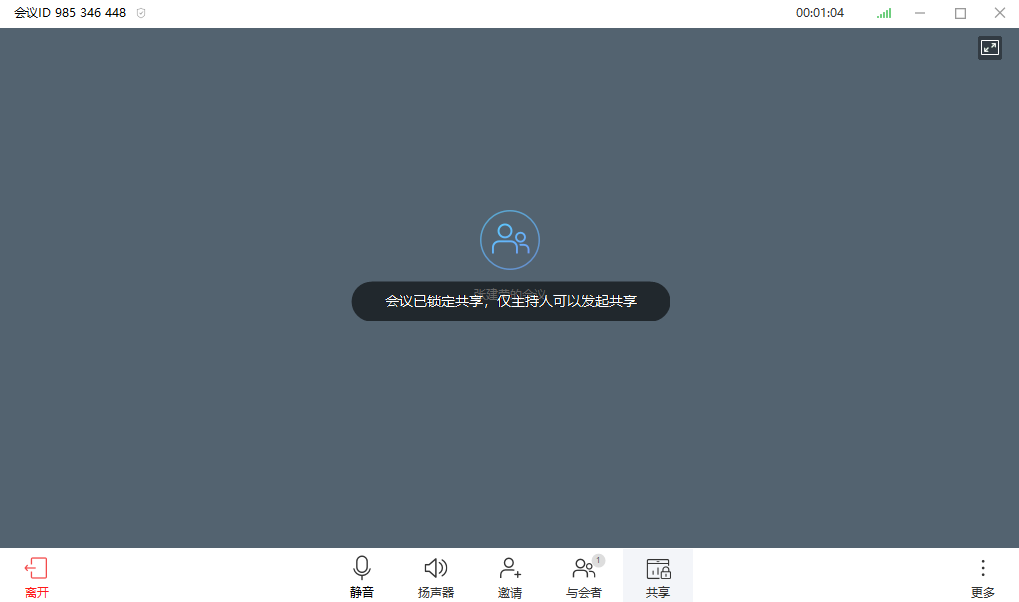 会议ID 985 346 448
00:01:04
会议已锁定共享，仅主持人可以发起共享
离开
静音
扬声器
邀请
1
与会者
共享
更多